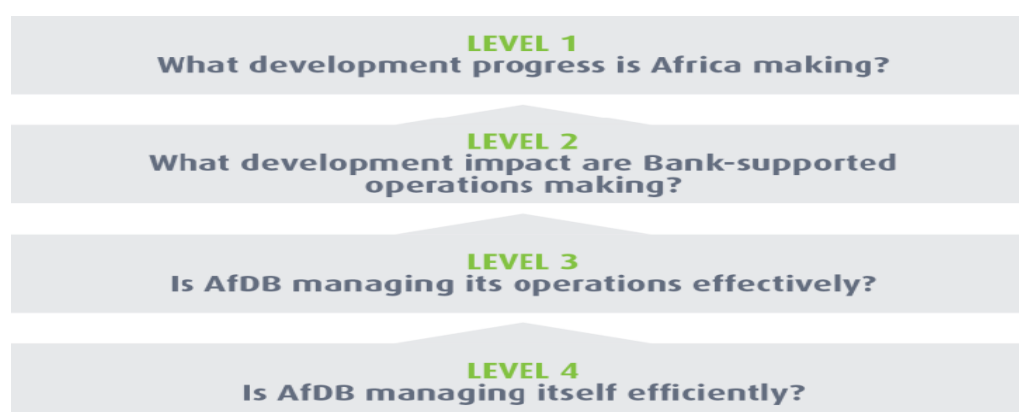 LEVEL 1
What development progress is Africa making?
LEVEL 2
What development impact are Bank-supported
operations making?
LEVEL 3
Is AfDB managing its operations effectively?
LEVEL 4
Is AfDB managing itself efficiently?